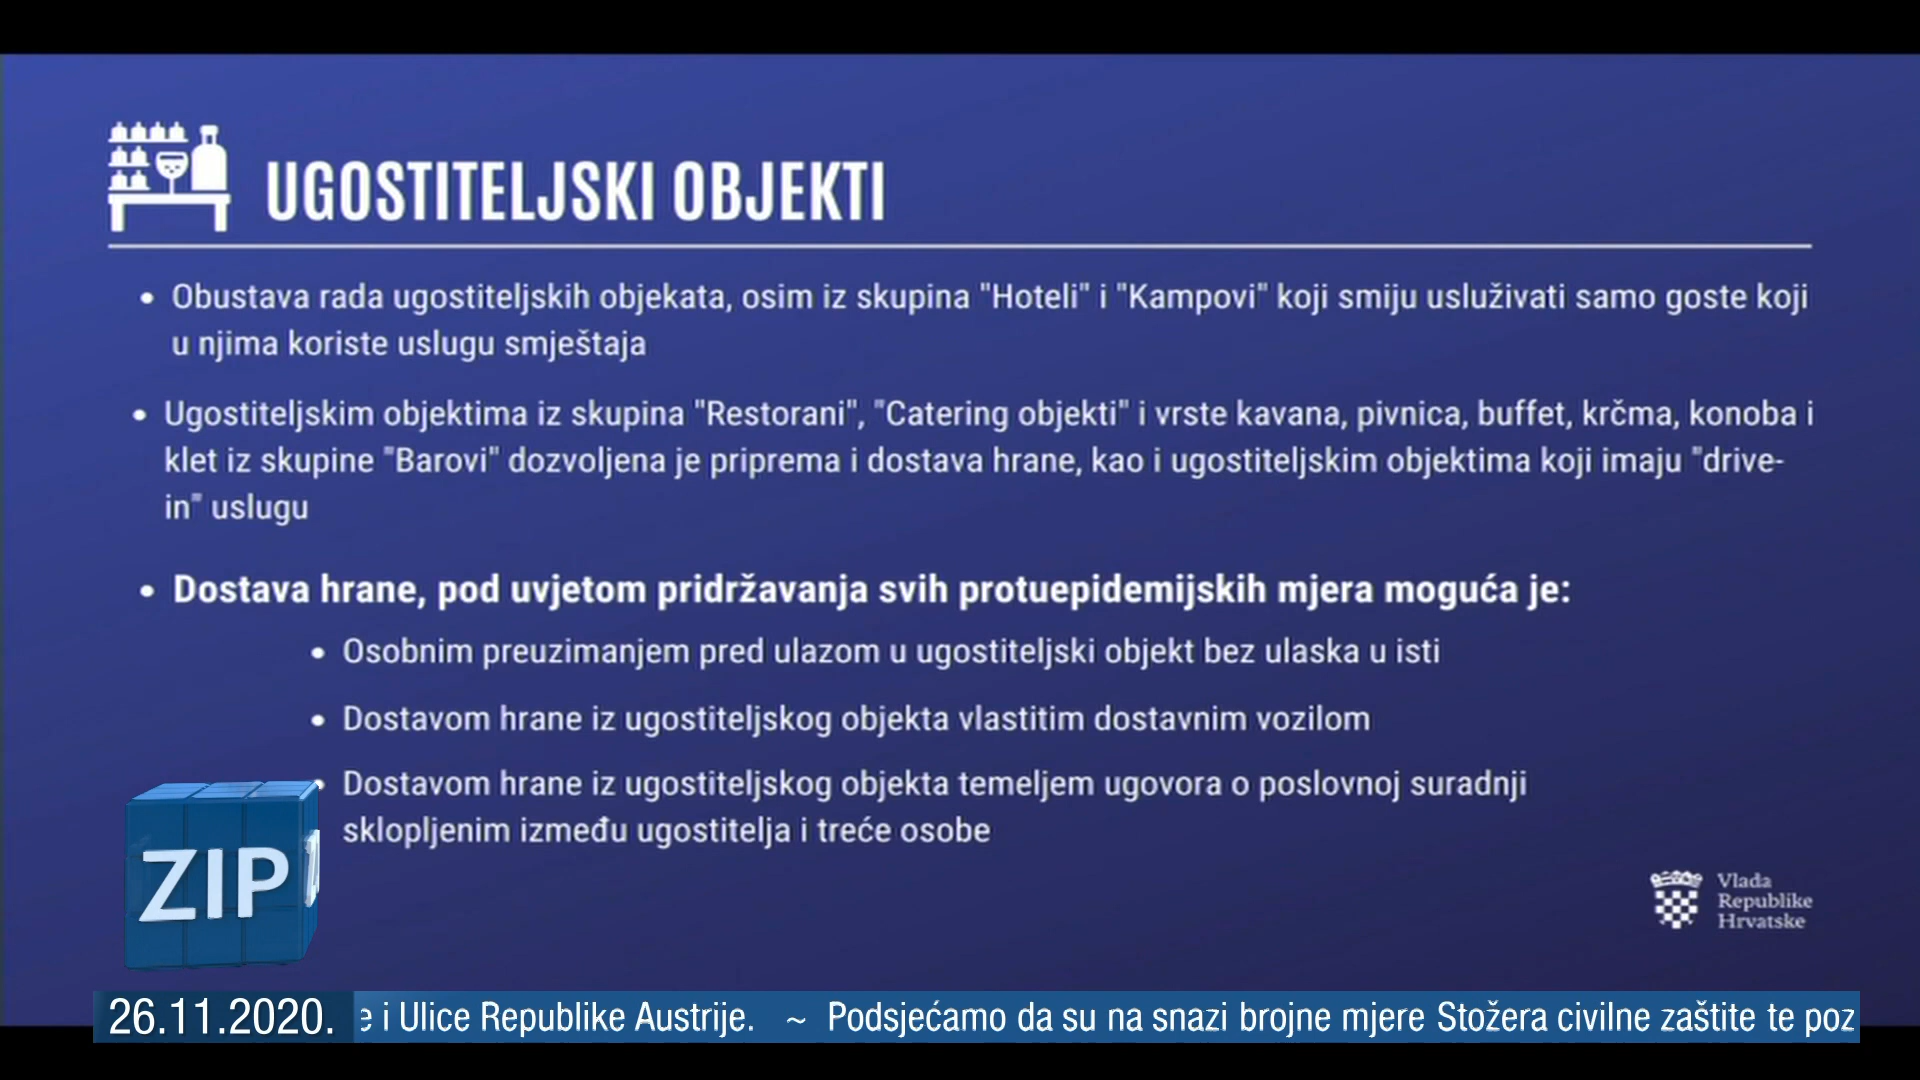 UGOSTITELJSKI OBJEKTI
• Obustava rada ugostiteljskih objekata, osim iz skupina "Hoteli" i "Kampovi" koji smiju usluživati samo goste koji
u njima koriste uslugu smještaja
• Ugostiteljskim objektima iz skupina "Restorani", "Catering objekti" i vrste kavana, pivnica, buffet, krčma, konoba i
klet iz skupine "Barovi" dozvoljena je priprema i dostava hrane, kao i ugostiteljskim objektima koji imaju "drive-
in" uslugu
• Dostava hrane, pod uvjetom pridržavanja svih protuepidemijskih mjera moguća je:
• Osobnim preuzimanjem pred ulazom u ugostiteljski objekt bez ulaska u isti
• Dostavom hrane iz ugostiteljskog objekta vlastitim dostavnim vozilom
• Dostavom hrane iz ugostiteljskog objekta temeljem ugovora o poslovnoj suradnji
sklopljenim između ugostitelja i treće osobe
ZIP
Vlada
Republike
Hrvatske
26.11.2020. e i Ulice Republike Austrije. ~ Podsjećamo da su na snazi brojne mjere Stožera civilne zaštite te poz